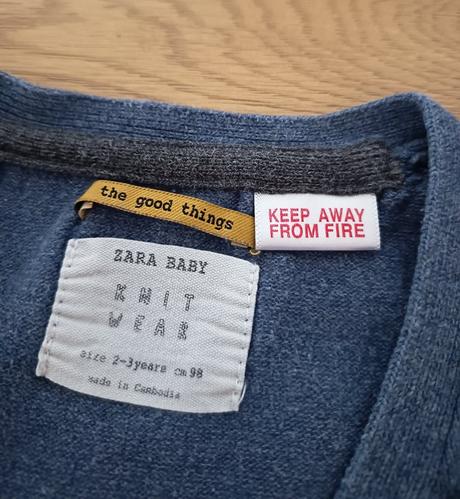 the good things
KEEP AWAY
FROM FIRE
ZARA BABY
KNIT
WEAR
size 2-3years cm 98
made in Cambodia